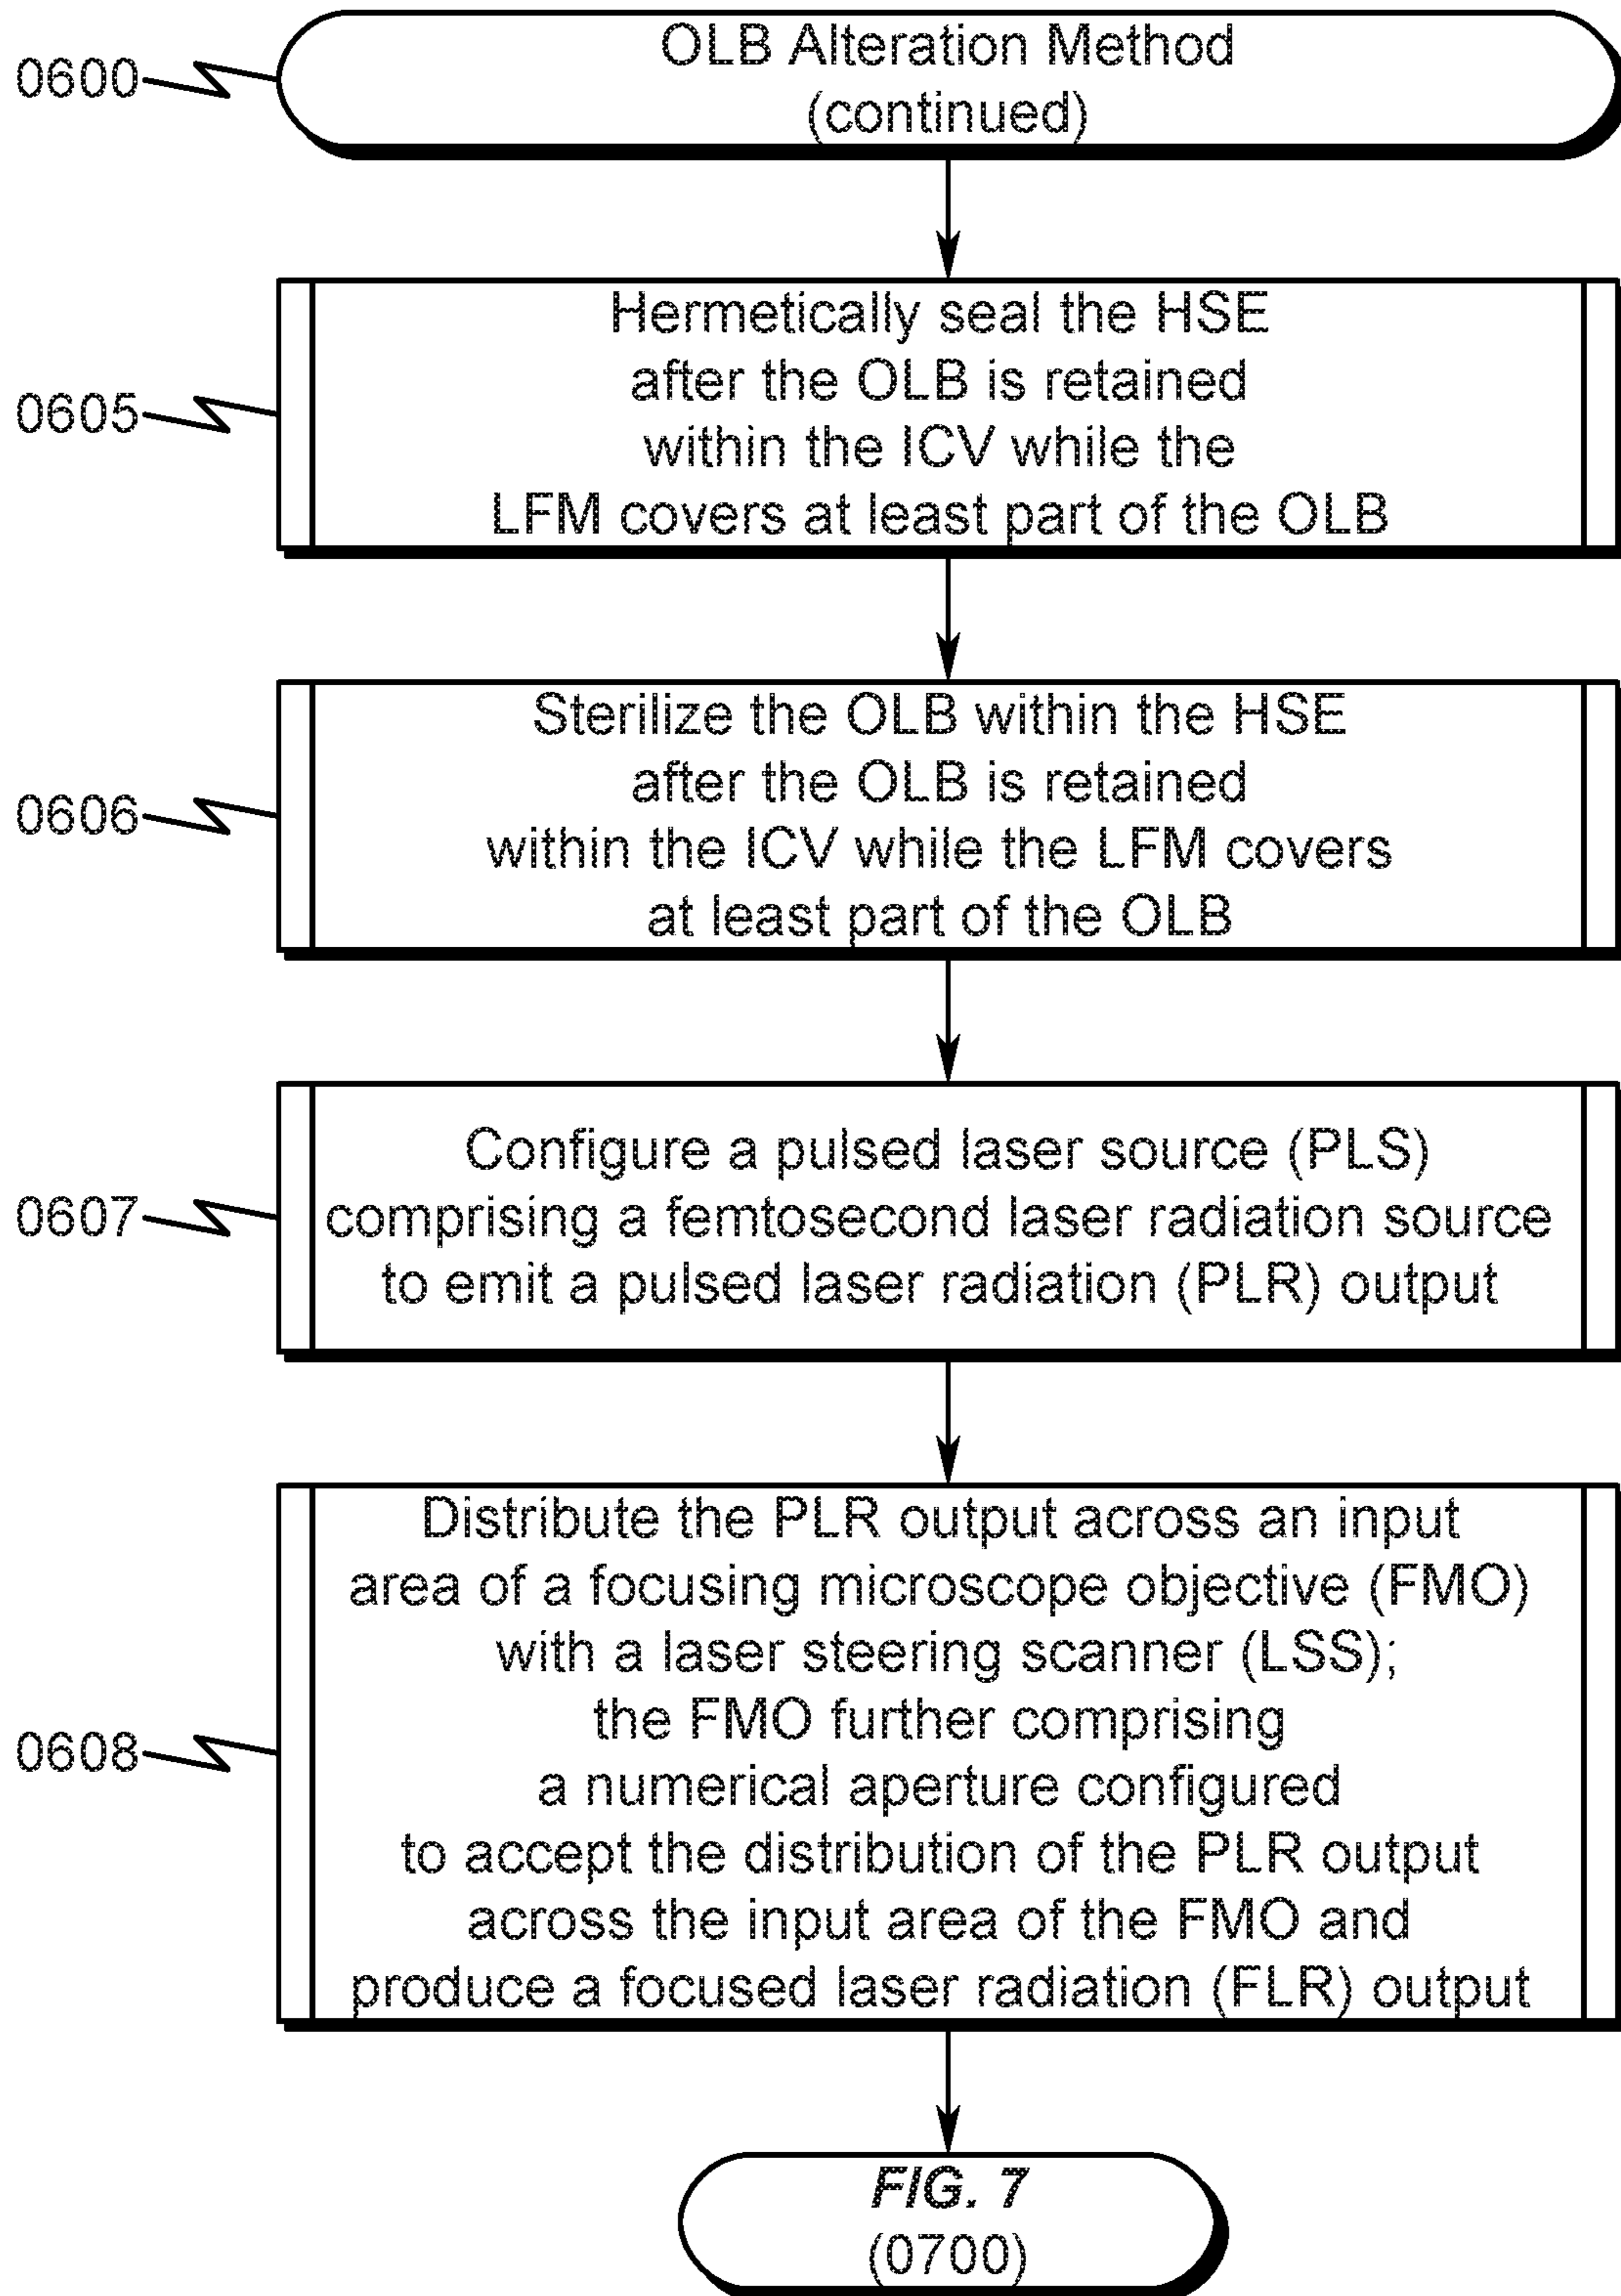 0600
OLB Alteration Method
(continued)
0605
Hermetically seal the HSE
after the OLB is retained
within the ICV while the
LFM covers at least part of the OLB
0606
Sterilize the OLB within the HSE
after the OLB is retained
within the ICV while the LFM covers
at least part of the OLB
0607
Configure a pulsed laser source (PLS)
comprising a femtosecond laser radiation source
to emit a pulsed laser radiation (PLR) output
0608
Distribute the PLR output across an input
area of a focusing microscope objective (FMO)
with a laser steering scanner (LSS);
the FMO further comprising
a numerical aperture configured
to accept the distribution of the PLR output
across the input area of the FMO and
produce a focused laser radiation (FLR) output
FIG. 7
(0700)